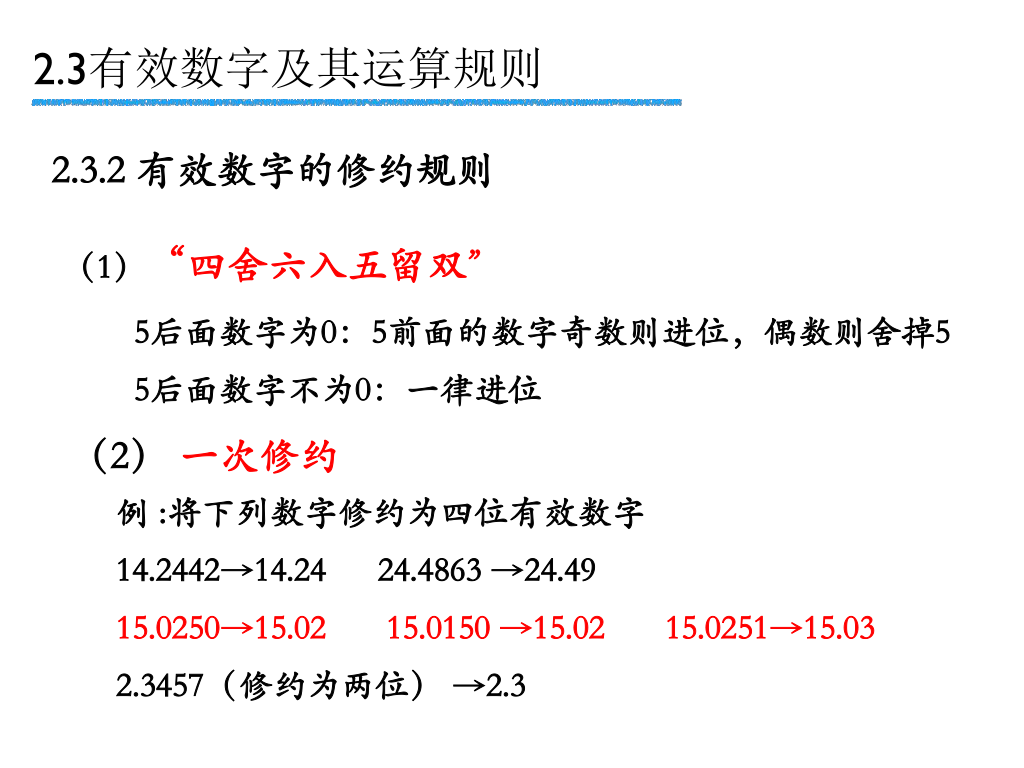 2.3有效数字及其运算规则
2.3.2 有效数字的修约规则
(1) “四舍六入五留双”
5后面数字为0：5前面的数字奇数则进位，偶数则舍掉5
5后面数字不为0：一律进位
（2） 一次修约
例 :将下列数字修约为四位有效数字
14.2442→14.24 24.4863 →24.49
15.0250→15.02 15.0150 →15.02 15.0251→15.03
2.3457（修约为两位） →2.3